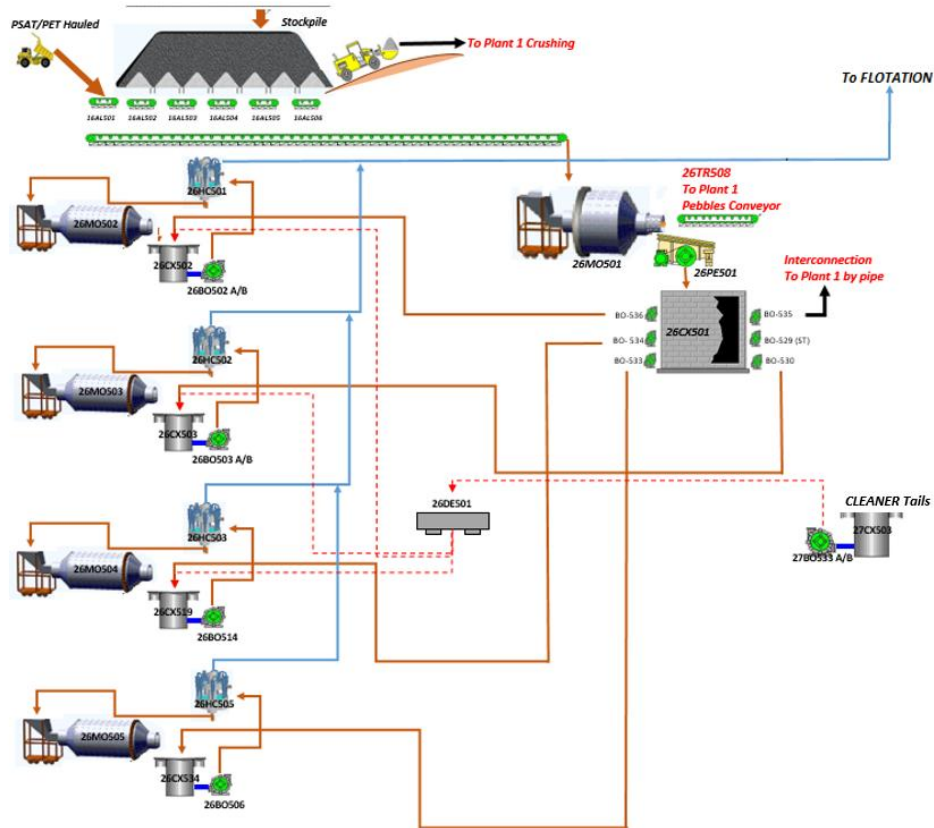 PSAT/PET Hauled
Stockpile
To Plant 1 Crushing
To FLOTATION
16AL501
16AL502
16AL503
16AL504
16AL505
16AL506
26HC501
26MO502
26CX502
26BO502 A/B
26TR508
To Plant 1
Pebbles Conveyor
26MO501
26PE501
Interconnection
To Plant 1 by pipe
BO-536
BO-535
26CX501
BO-534
BO-529 (ST)
BO-533
BO-530
26HC502
26MO503
26CX503
26BO503 A/B
26DE501
CLEANER Tails
27CX503
27BO533 A/B
26HC503
26MO504
26CX519
26BO514
26HC505
26MO505
26CX534
26BO506